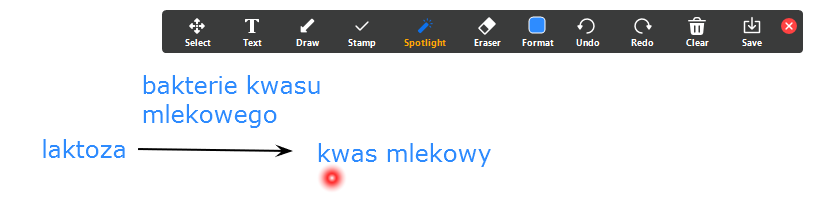 Select Text Draw Stamp Spotlight Eraser Format Undo Redo Clear Save
bakterie kwasu
mlekowego
laktoza
kwas mlekowy